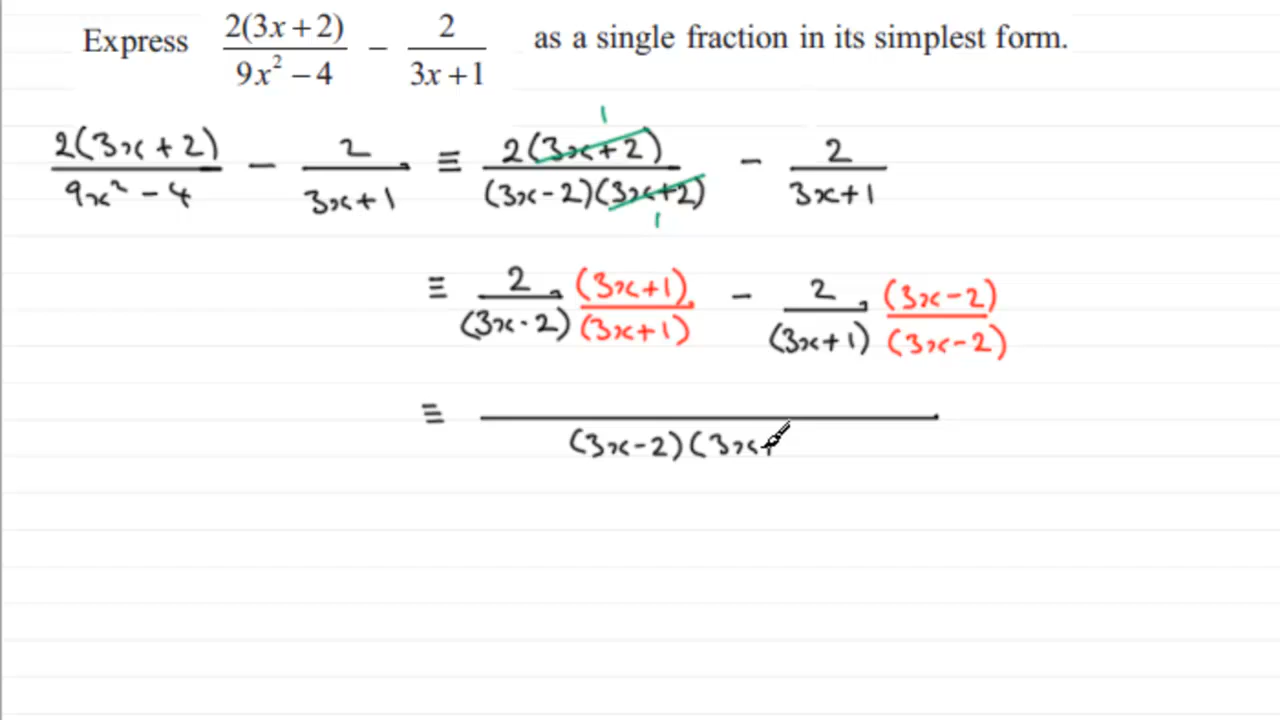 Express 2(3x+2)/(9x² − 4) − 2/(3x+1) as a single fraction in its simplest form.
2(3x+2)/(9x² − 4) − 2/(3x+1) ≡ 2(3x+2)/((3x−2)(3x+2)) − 2/(3x+1) 1 1
≡ 2/(3x−2) . (3x+1)/(3x+1) − 2/(3x+1) . (3x−2)/(3x−2)
≡ /(3x−2)(3x+